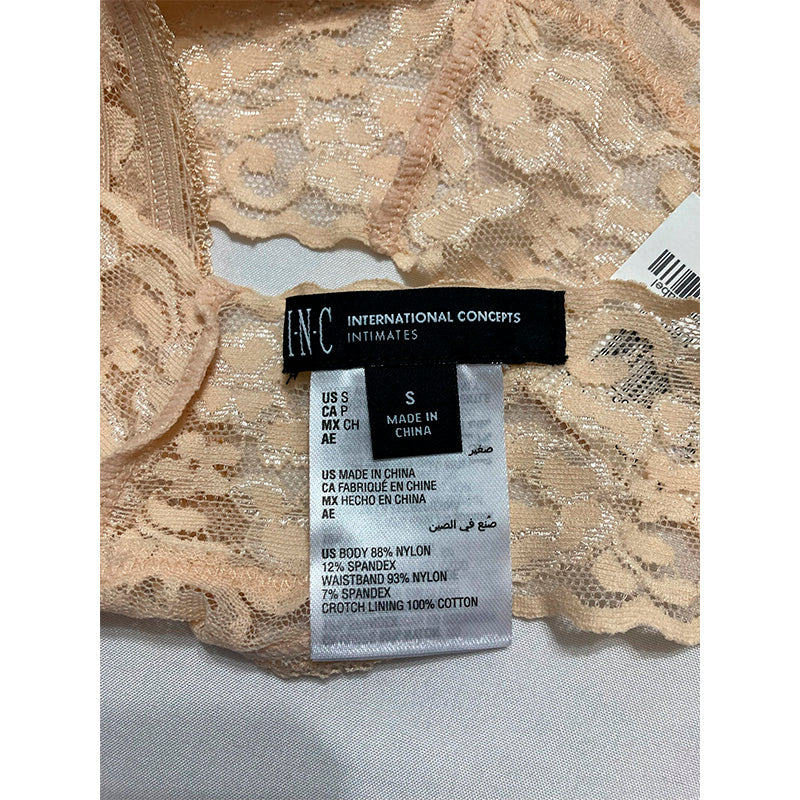 I·N·C INTERNATIONAL CONCEPTS
INTIMATES
S
MADE IN
CHINA
US S
CA P
MX CH
AE
صغير
US MADE IN CHINA
CA FABRIQUÉ EN CHINE
MX HECHO EN CHINA
AE
صنع في الصين
US BODY 88% NYLON
12% SPANDEX
WAISTBAND 93% NYLON
7% SPANDEX
CROTCH LINING 100% COTTON